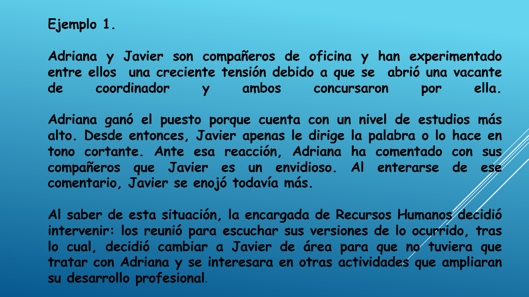 Ejemplo 1.
Adriana y Javier son compañeros de oficina y han experimentado
entre ellos una creciente tensión debido a que se abrió una vacante
de coordinador y ambos concursaron por ella.
Adriana ganó el puesto porque cuenta con un nivel de estudios más
alto. Desde entonces, Javier apenas le dirige la palabra o lo hace en
tono cortante. Ante esa reacción, Adriana ha comentado con sus
compañeros que Javier es un envidioso. Al enterarse de ese
comentario, Javier se enojó todavía más.
Al saber de esta situación, la encargada de Recursos Humanos decidió
intervenir: los reunió para escuchar sus versiones de lo ocurrido, tras
lo cual, decidió cambiar a Javier de área para que no tuviera que
tratar con Adriana y se interesara en otras actividades que ampliaran
su desarrollo profesional.